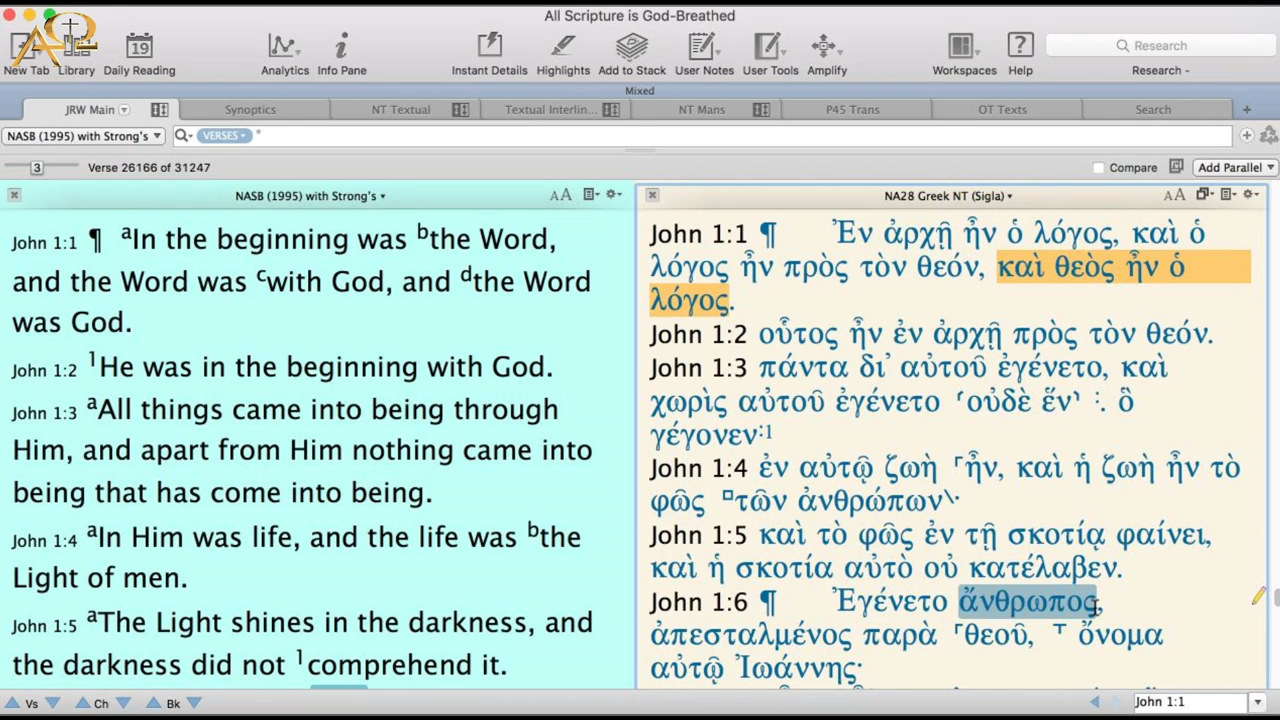 All Scripture is God-Breathed
New Tab Library Daily Reading Analytics Info Pane Instant Details Highlights Add to Stack User Notes User Tools Amplify Workspaces Help Research -
19
Research
Mixed
JRW Main Synoptics NT Textual Textual Interlin... NT Mans P45 Trans OT Texts Search +
NASB (1995) with Strong's VERSES *
3 Verse 26166 of 31247 Compare Add Parallel
NASB (1995) with Strong's AA
John 1:1 ¶ aIn the beginning was bthe Word,
and the Word was cwith God, and dthe Word
was God.
John 1:2 1He was in the beginning with God.
John 1:3 aAll things came into being through
Him, and apart from Him nothing came into
being that has come into being.
John 1:4 aIn Him was life, and the life was bthe
Light of men.
John 1:5 aThe Light shines in the darkness, and
the darkness did not 1comprehend it.
NA28 Greek NT (Sigla) AA
John 1:1 ¶ Ἐν ἀρχῇ ἦν ὁ λόγος, καὶ ὁ
λόγος ἦν πρὸς τὸν θεόν, καὶ θεὸς ἦν ὁ
λόγος.
John 1:2 οὗτος ἦν ἐν ἀρχῇ πρὸς τὸν θεόν.
John 1:3 πάντα δι᾽ αὐτοῦ ἐγένετο, καὶ
χωρὶς αὐτοῦ ἐγένετο ⸂οὐδὲ ἕν⸃ ⸫. ὃ
γέγονεν:1
John 1:4 ἐν αὐτῷ ζωὴ ⸀ἦν, καὶ ἡ ζωὴ ἦν τὸ
φῶς ⸋τῶν ἀνθρώπων⸌·
John 1:5 καὶ τὸ φῶς ἐν τῇ σκοτίᾳ φαίνει,
καὶ ἡ σκοτία αὐτὸ οὐ κατέλαβεν.
John 1:6 ¶ Ἐγένετο ἄνθρωπος,
ἀπεσταλμένος παρὰ ⸀θεοῦ, ⸆ ὄνομα
αὐτῷ Ἰωάννης·
Vs Ch Bk John 1:1